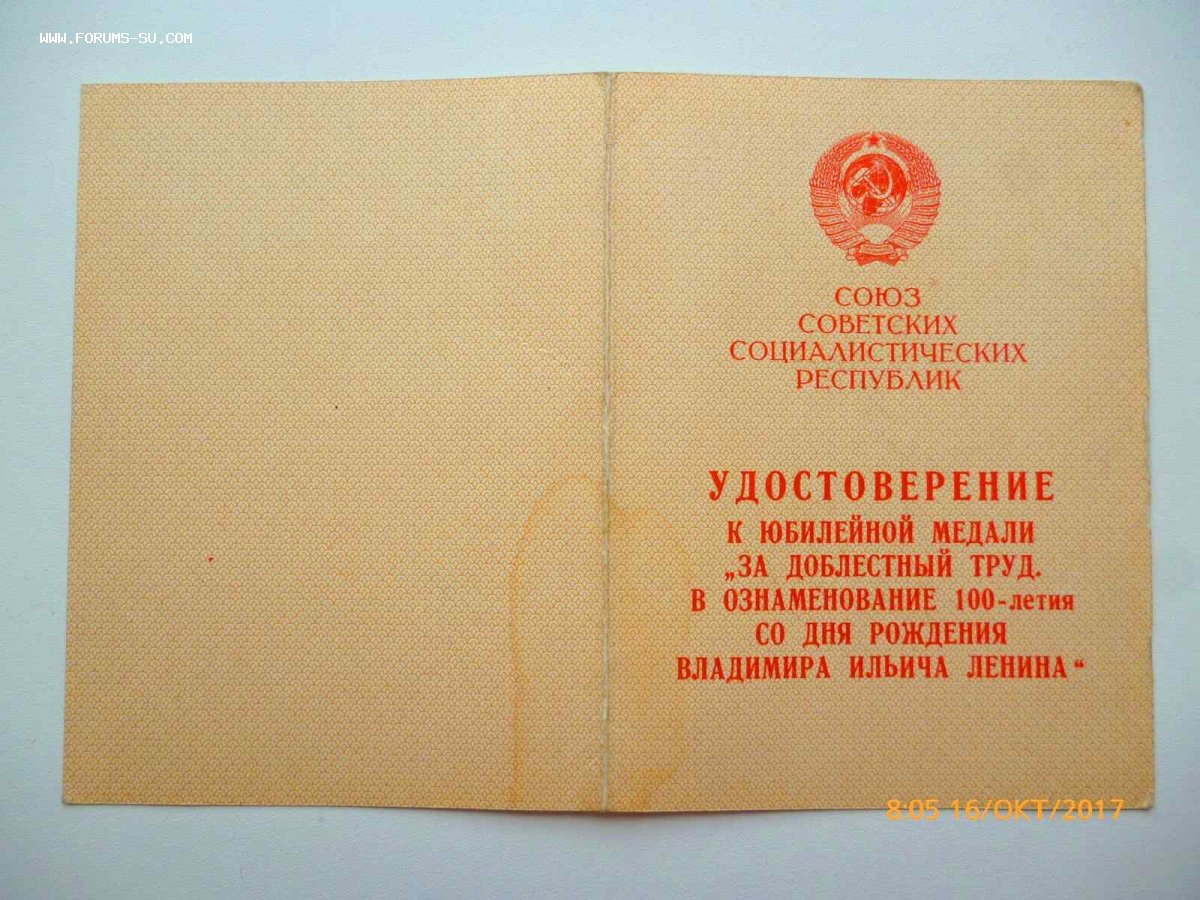 WWW.FORUMS-SU.COM
СОЮЗ
СОВЕТСКИХ
СОЦИАЛИСТИЧЕСКИХ
РЕСПУБЛИК
УДОСТОВЕРЕНИЕ
К ЮБИЛЕЙНОЙ МЕДАЛИ
„ЗА ДОБЛЕСТНЫЙ ТРУД.
В ОЗНАМЕНОВАНИЕ 100-летия
СО ДНЯ РОЖДЕНИЯ
ВЛАДИМИРА ИЛЬИЧА ЛЕНИНА“
8:05 16/ОКТ/2017